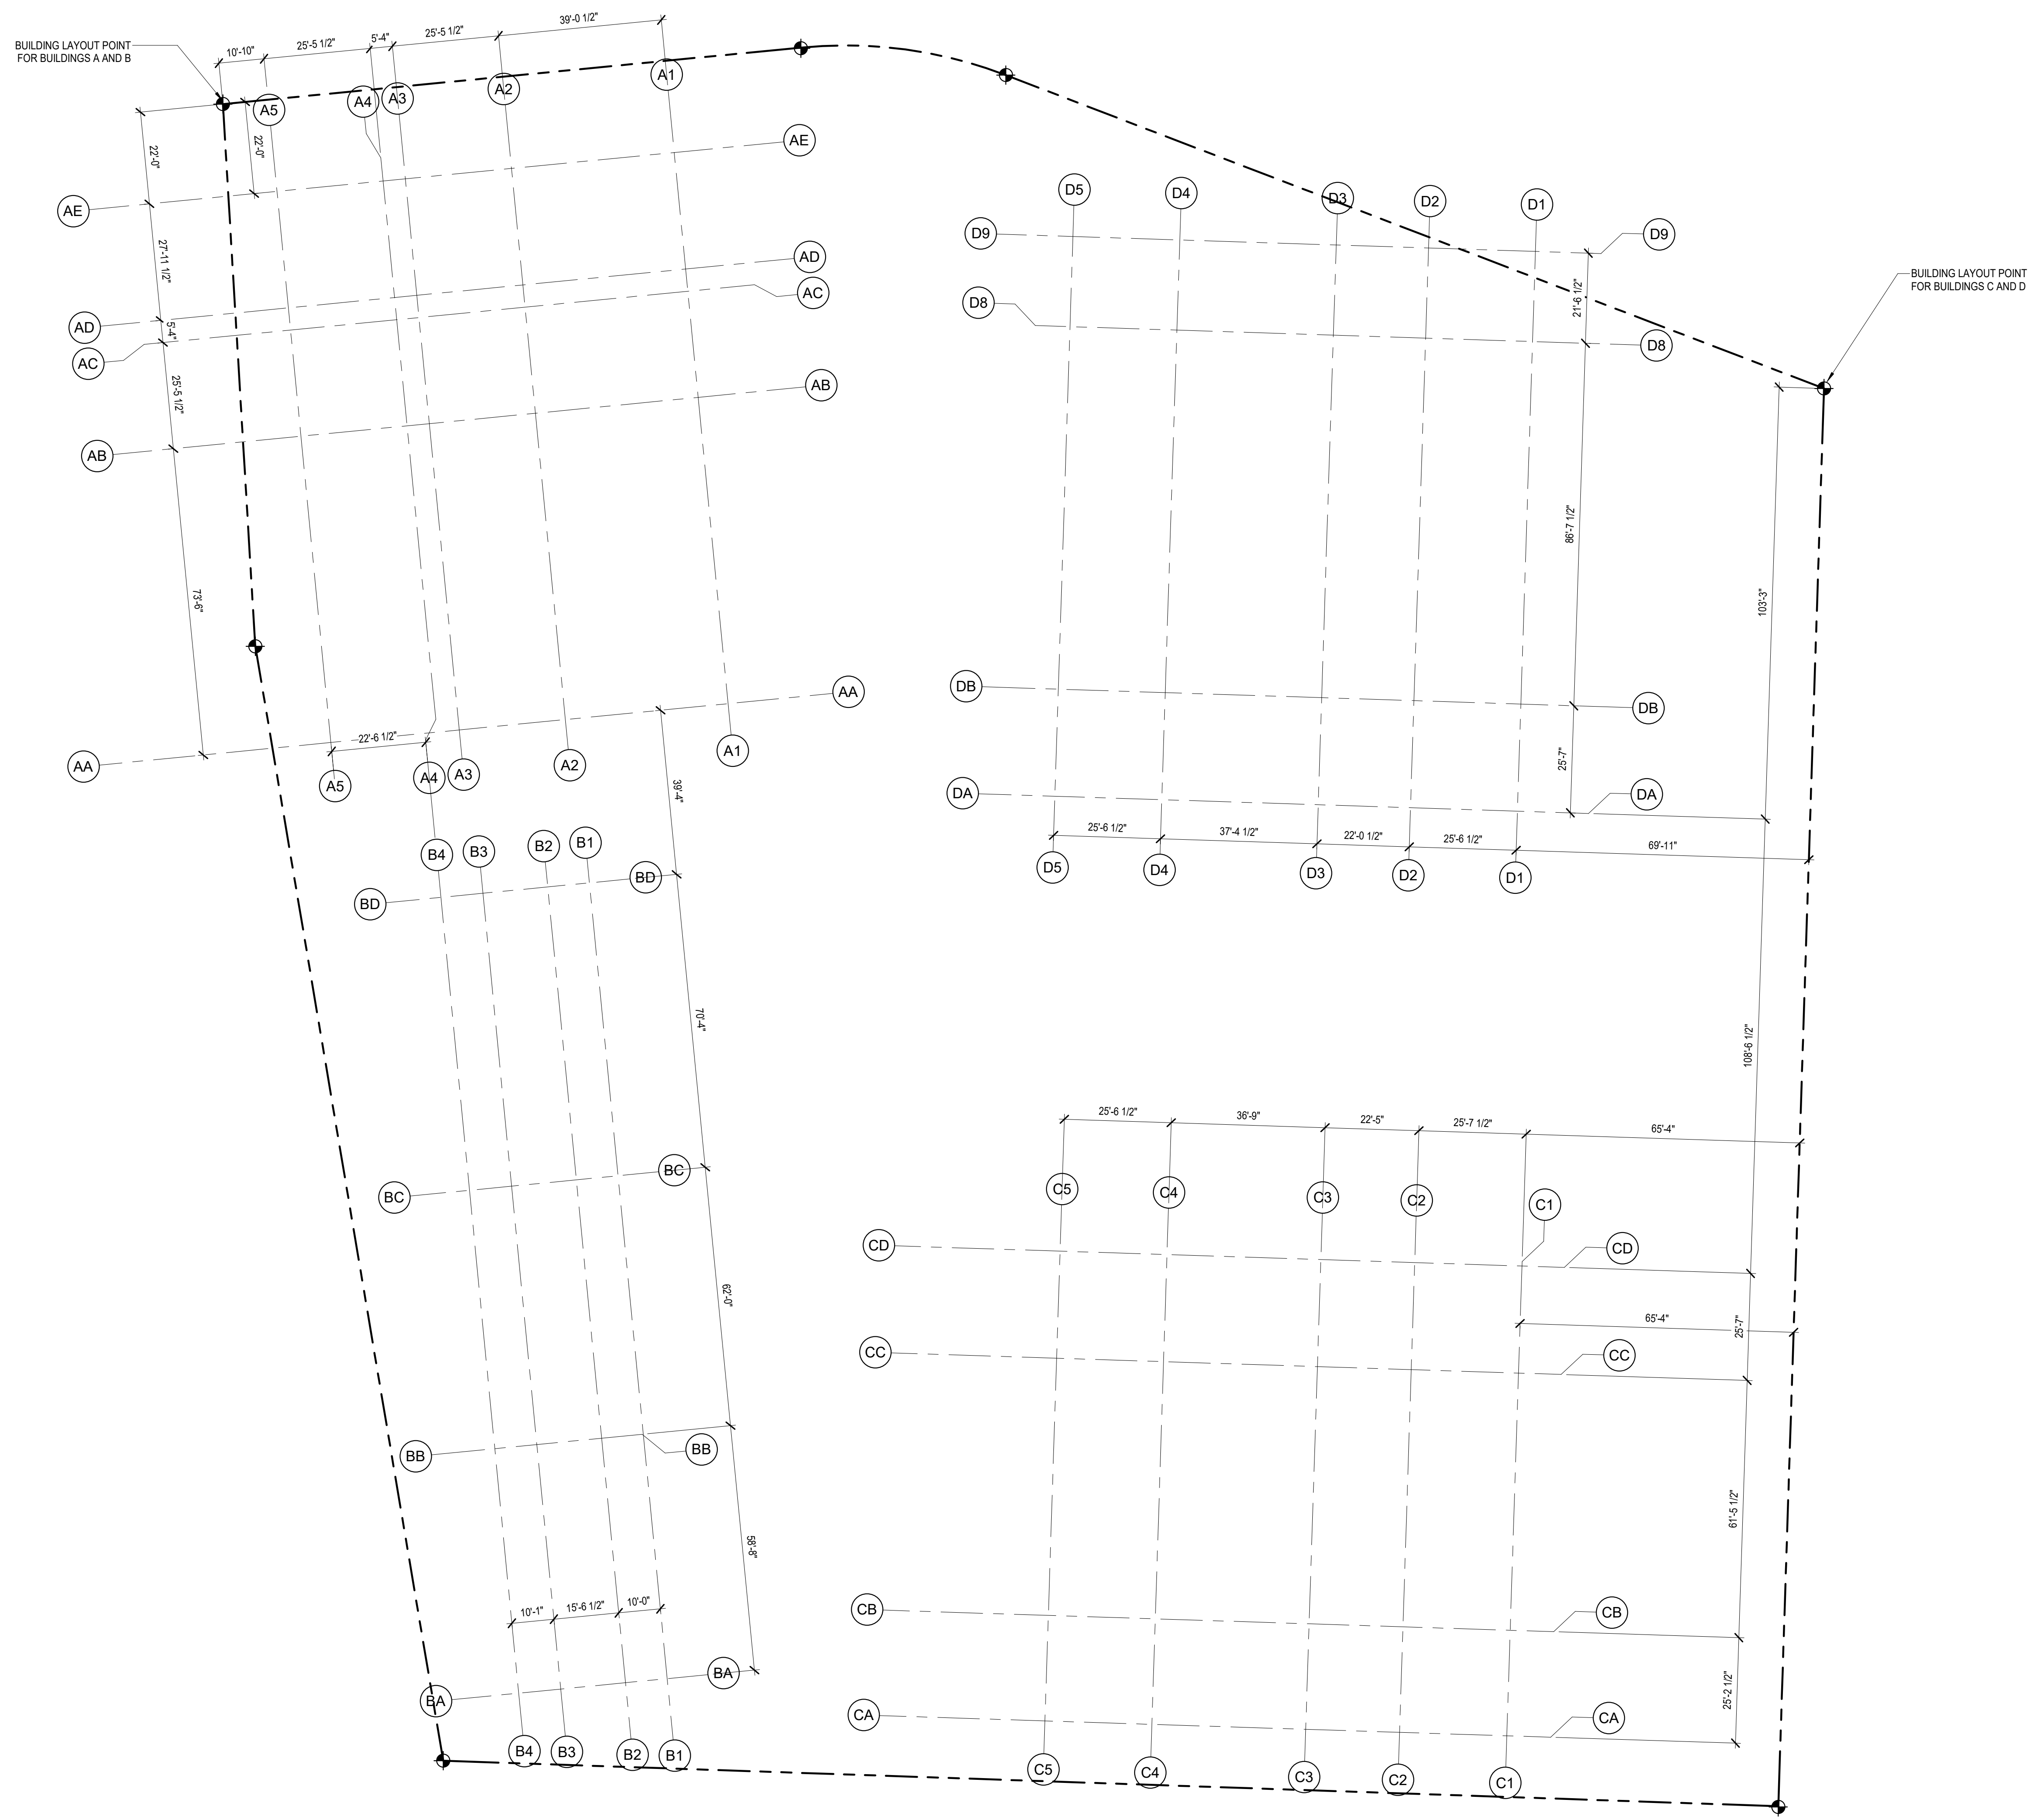 39'-0 1/2"
25'-5 1/2"
5'-4"
25'-5 1/2"
10'-10"
BUILDING LAYOUT POINT
FOR BUILDINGS A AND B
A5
A4
A3
A2
A1
22'-0"
22'-0"
AE
AE
27'-11 1/2"
AD
AD
5'-4"
AC
AC
25'-5 1/2"
AB
AB
73'-6"
AA
AA
22'-6 1/2"
A5
A4
A3
A2
A1
39'-4"
B4
B3
B2
B1
BD
BD
70'-4"
BC
BC
62'-0"
BB
BB
58'-8"
10'-1"
15'-6 1/2"
10'-0"
BA
BA
B4
B3
B2
B1
D5
D4
D3
D2
D1
D9
D9
BUILDING LAYOUT POINT
FOR BUILDINGS C AND D
21'-6 1/2"
D8
D8
86'-7 1/2"
103'-3"
DB
DB
25'-7"
DA
DA
25'-6 1/2"
37'-4 1/2"
22'-0 1/2"
25'-6 1/2"
69'-11"
D5
D4
D3
D2
D1
108'-6 1/2"
25'-6 1/2"
36'-9"
22'-5"
25'-7 1/2"
65'-4"
C5
C4
C3
C2
C1
CD
CD
65'-4"
25'-7"
CC
CC
61'-5 1/2"
CB
CB
25'-2 1/2"
CA
CA
C5
C4
C3
C2
C1